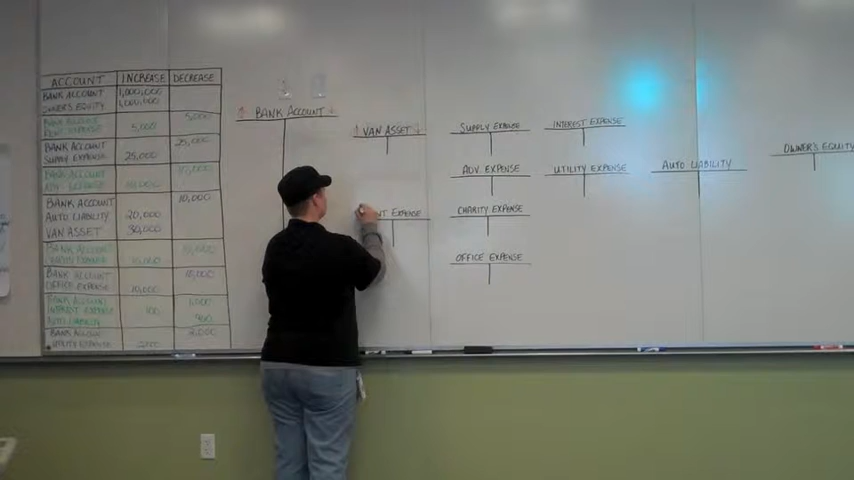 ACCOUNT INCREASE DECREASE
BANK ACCOUNT 1,000,000
OWNER'S EQUITY 1,000,000
BANK ACCOUNT 5,000
RENT EXPENSE 5,000
BANK ACCOUNT 25,000
SUPPLY EXPENSE 25,000
BANK ACCOUNT
ADV EXPENSE
BANK ACCOUNT 10,000
AUTO LIABILITY 20,000
VAN ASSET 30,000
BANK ACCOUNT 10,000
CHARITY EXPENSE 10,000
BANK ACCOUNT 10,000
OFFICE EXPENSE 10,000
BANK ACCOUNT 1,000
INTEREST EXPENSE 100
AUTO LIABILITY 900
BANK ACCOUNT 2,000
UTILITY EXPENSE
↑ BANK ACCOUNT ↓
↑ VAN ASSET ↓
NT EXPENSE
SUPPLY EXPENSE
ADV. EXPENSE
CHARITY EXPENSE
OFFICE EXPENSE
INTEREST EXPENSE
UTILITY EXPENSE
AUTO LIABILITY
OWNER'S EQUITY